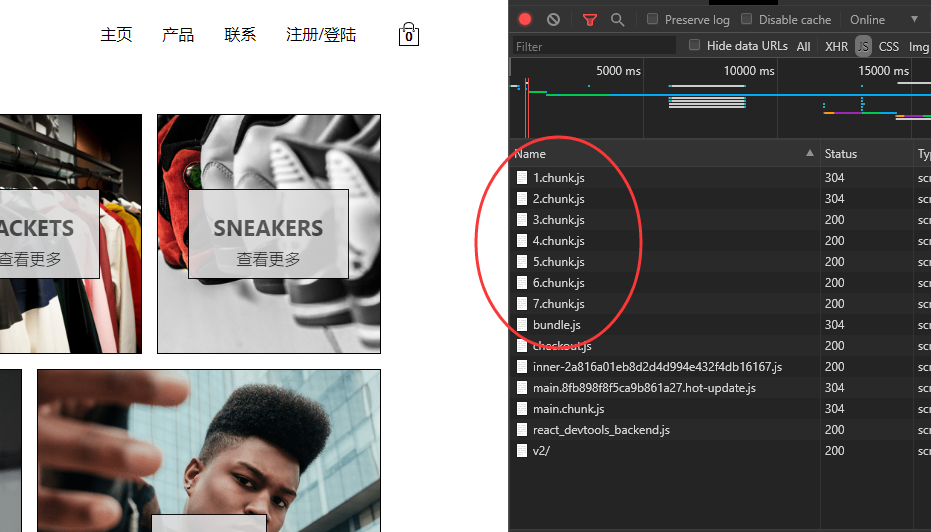 主页 产品 联系 注册/登陆 0
ACKETS
查看更多
SNEAKERS
查看更多
Preserve log Disable cache Online
Filter Hide data URLs All XHR JS CSS Img
5000 ms 10000 ms 15000 ms
Name Status Ty
1.chunk.js 304 scr
2.chunk.js 304 scr
3.chunk.js 200 scr
4.chunk.js 200 scr
5.chunk.js 200 scr
6.chunk.js 200 scr
7.chunk.js 200 scr
bundle.js 304 scr
checkout.js 200 scr
inner-2a816a01eb8d2d4d994e432f4db16167.js 200 scr
main.8fb898f8f5ca9b861a27.hot-update.js 304 scr
main.chunk.js 304 scr
react_devtools_backend.js 200 scr
v2/ 200 scr